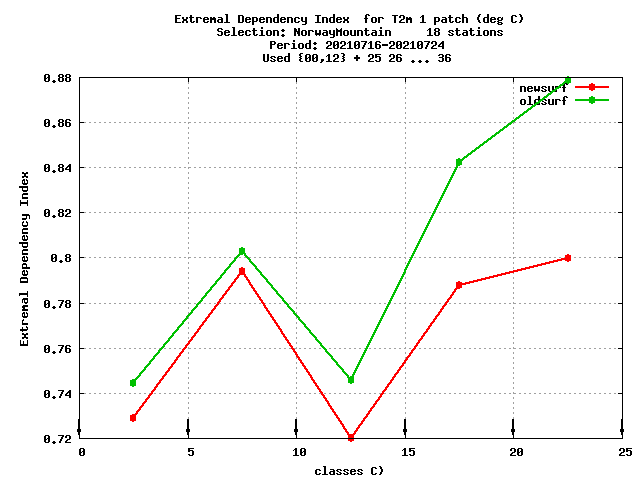 Extremal Dependency Index  for T2m 1 patch (deg C)
Selection: NorwayMountain     18 stations
Period: 20210716-20210724
Used {00,12} + 25 26 ... 36
newsurf
oldsurf
Extremal Dependency Index
0.88
0.86
0.84
0.82
0.8
0.78
0.76
0.74
0.72
0
5
10
15
20
25
classes C)